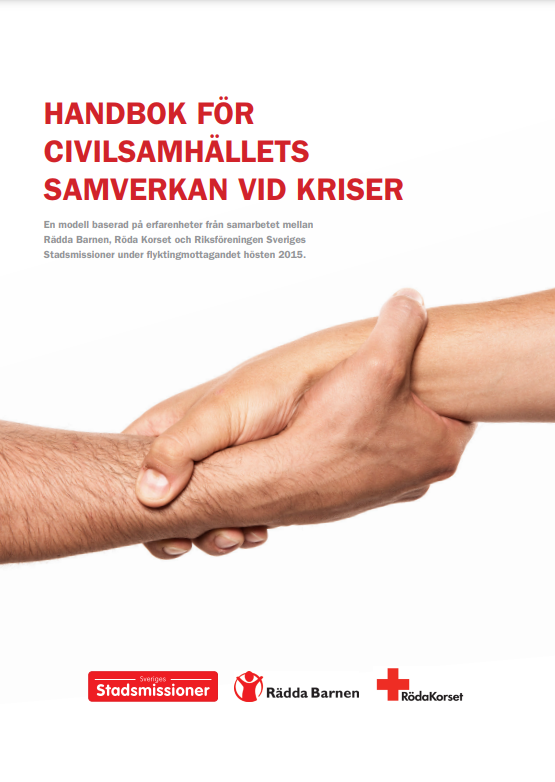 HANDBOK FÖR
CIVILSAMHÄLLETS
SAMVERKAN VID KRISER
En modell baserad på erfarenheter från samarbetet mellan
Rädda Barnen, Röda Korset och Riksföreningen Sveriges
Stadsmissioner under flyktingmottagandet hösten 2015.
Sveriges
Stadsmissioner
Rädda Barnen
RödaKorset